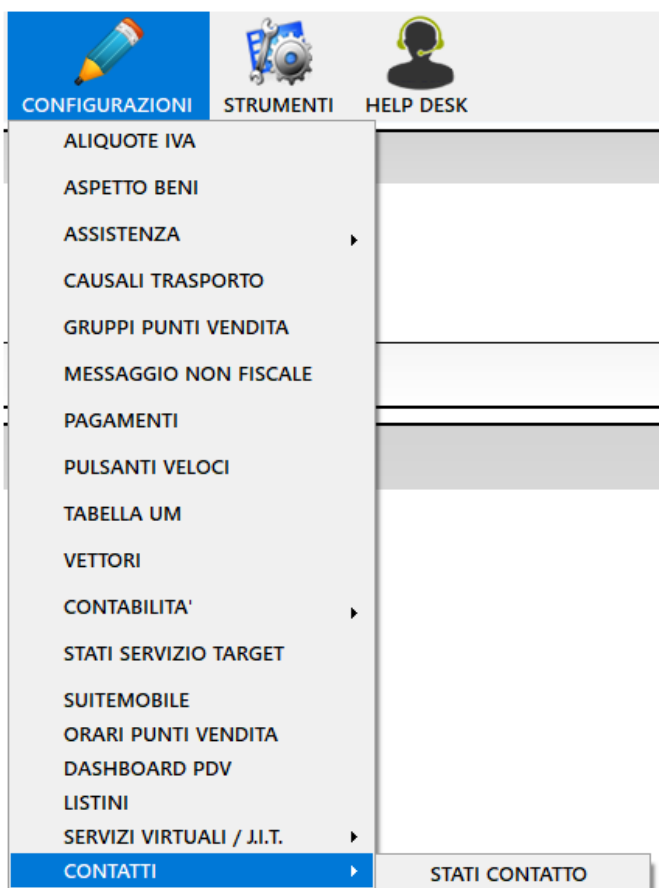 CONFIGURAZIONI STRUMENTI HELP DESK
ALIQUOTE IVA
ASPETTO BENI
ASSISTENZA
CAUSALI TRASPORTO
GRUPPI PUNTI VENDITA
MESSAGGIO NON FISCALE
PAGAMENTI
PULSANTI VELOCI
TABELLA UM
VETTORI
CONTABILITA'
STATI SERVIZIO TARGET
SUITEMOBILE
ORARI PUNTI VENDITA
DASHBOARD PDV
LISTINI
SERVIZI VIRTUALI / J.I.T.
CONTATTI STATI CONTATTO